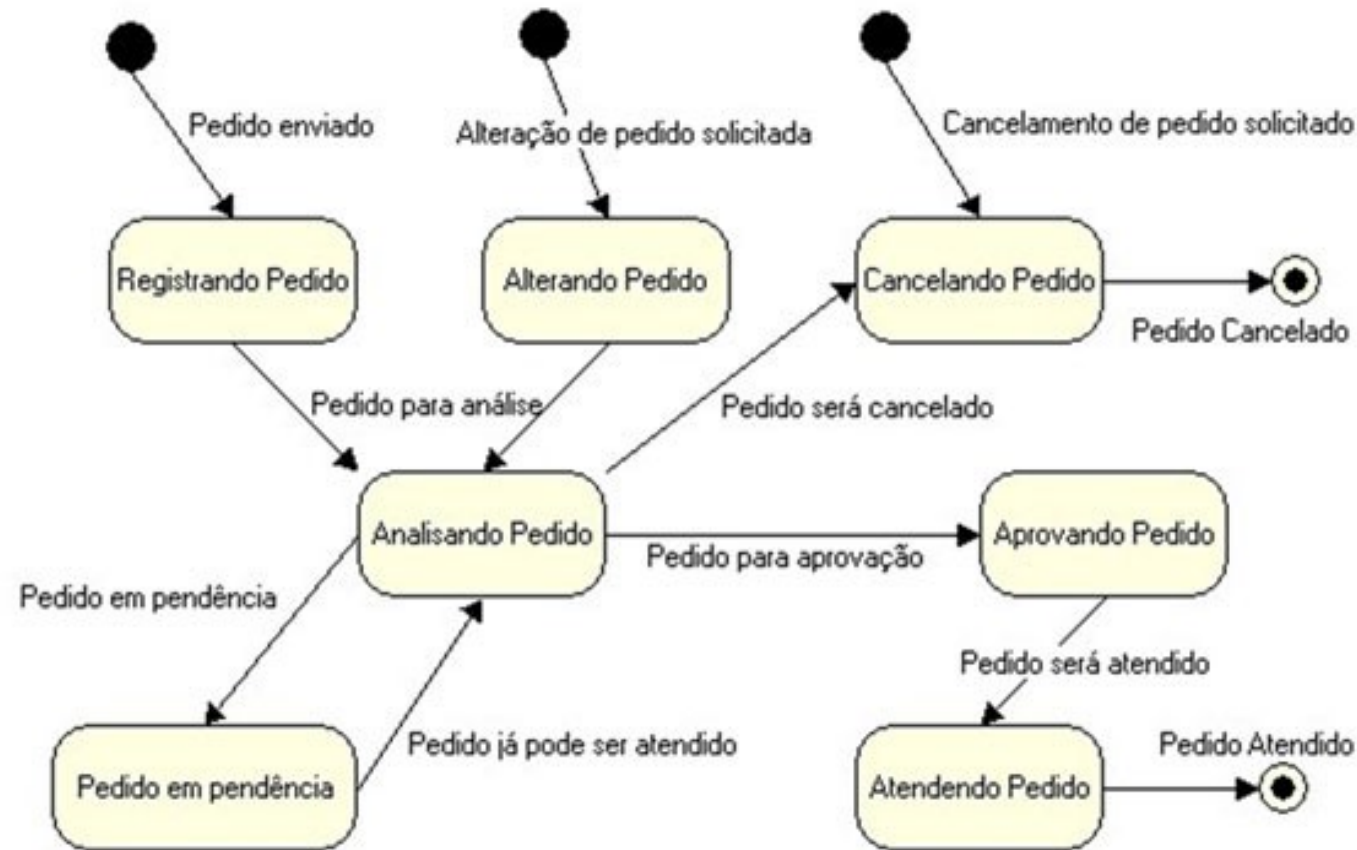 Pedido enviado
Alteração de pedido solicitada
Cancelamento de pedido solicitado
Registrando Pedido
Alterando Pedido
Cancelando Pedido
Pedido Cancelado
Pedido para análise
Pedido será cancelado
Analisando Pedido
Pedido para aprovação
Aprovando Pedido
Pedido em pendência
Pedido será atendido
Pedido já pode ser atendido
Pedido Atendido
Pedido em pendência
Atendendo Pedido